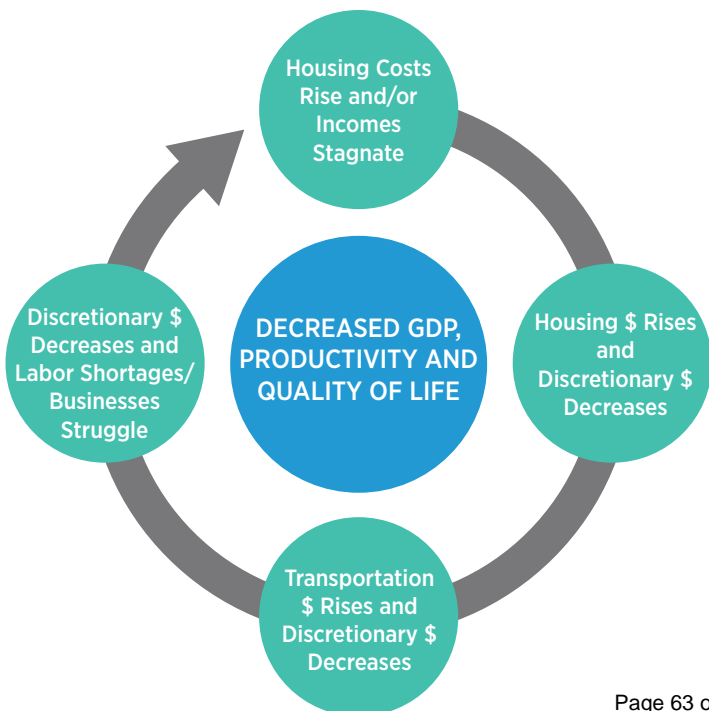 Housing Costs
Rise and/or
Incomes
Stagnate
Housing $ Rises
and
Discretionary $
Decreases
Transportation
$ Rises and
Discretionary $
Decreases
Discretionary $
Decreases and
Labor Shortages/
Businesses
Struggle
DECREASED GDP,
PRODUCTIVITY AND
QUALITY OF LIFE
Page 63 o